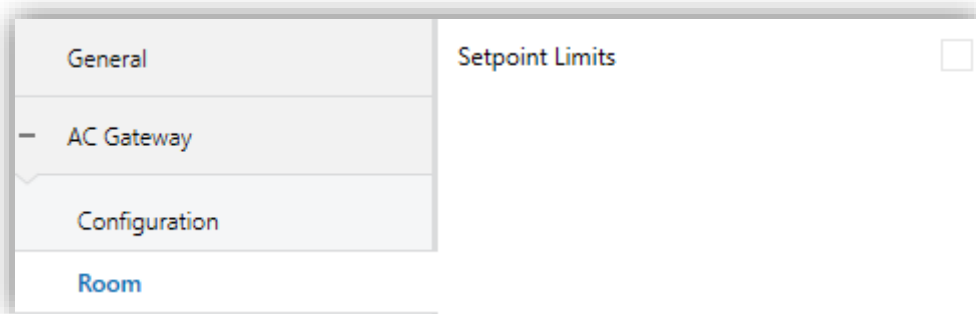 General
Setpoint Limits
AC Gateway
Configuration
Room